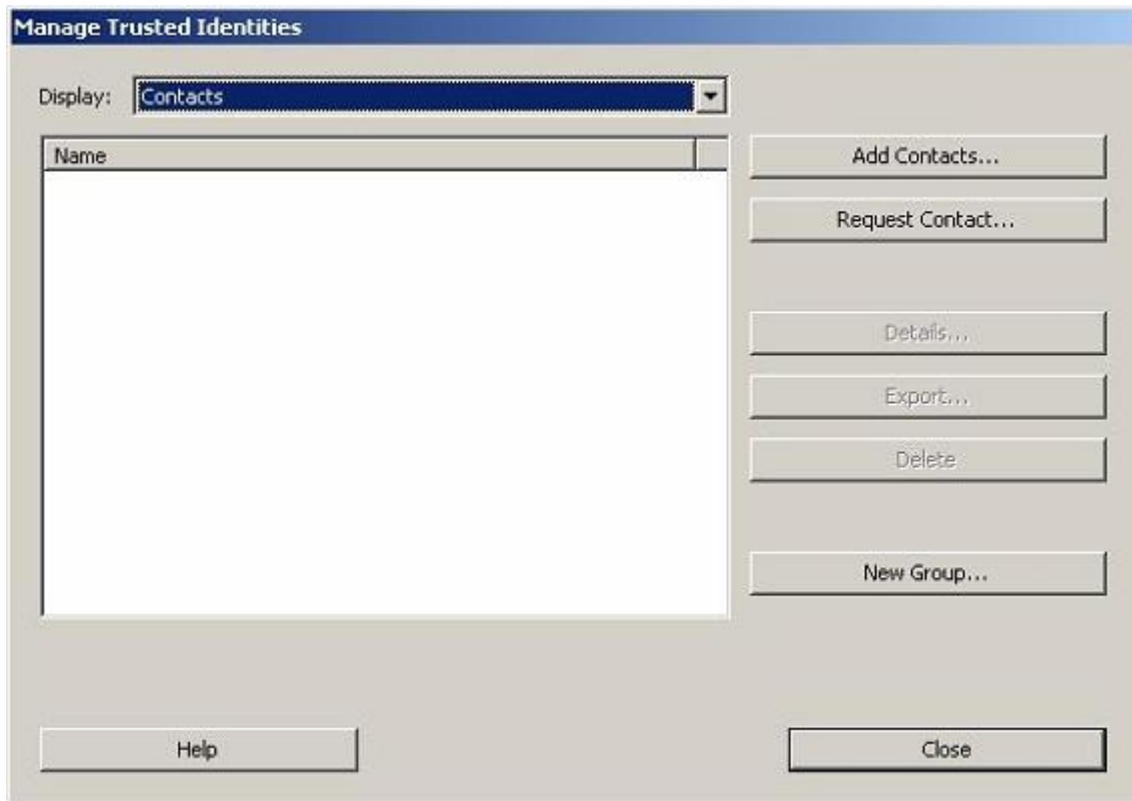 Manage Trusted Identities
Display: Contacts
Name
Add Contacts...
Request Contact...
Details...
Export...
Delete
New Group...
Help
Close